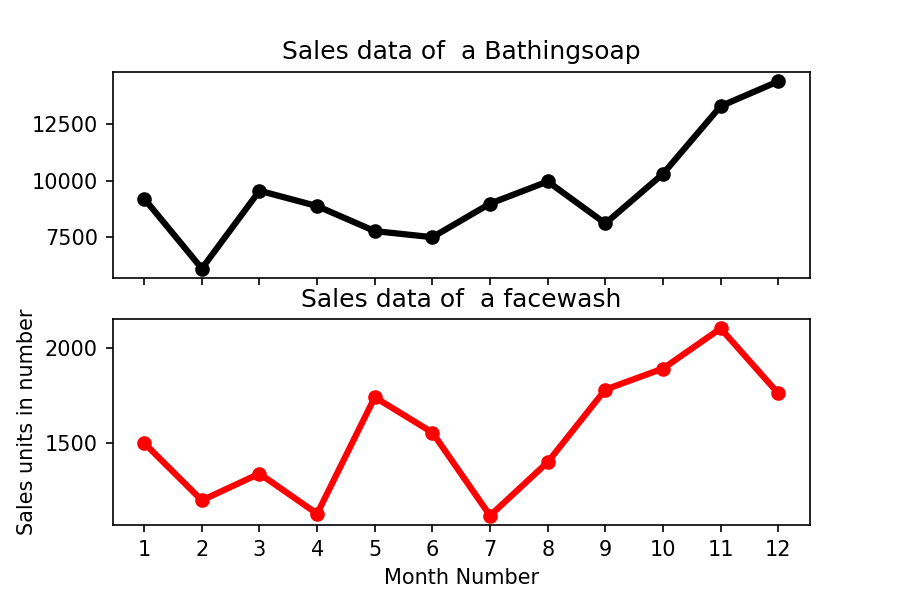 Sales data of  a Bathingsoap
12500
10000
7500
Sales data of  a facewash
Sales units in number
2000
1500
1 2 3 4 5 6 7 8 9 10 11 12
Month Number